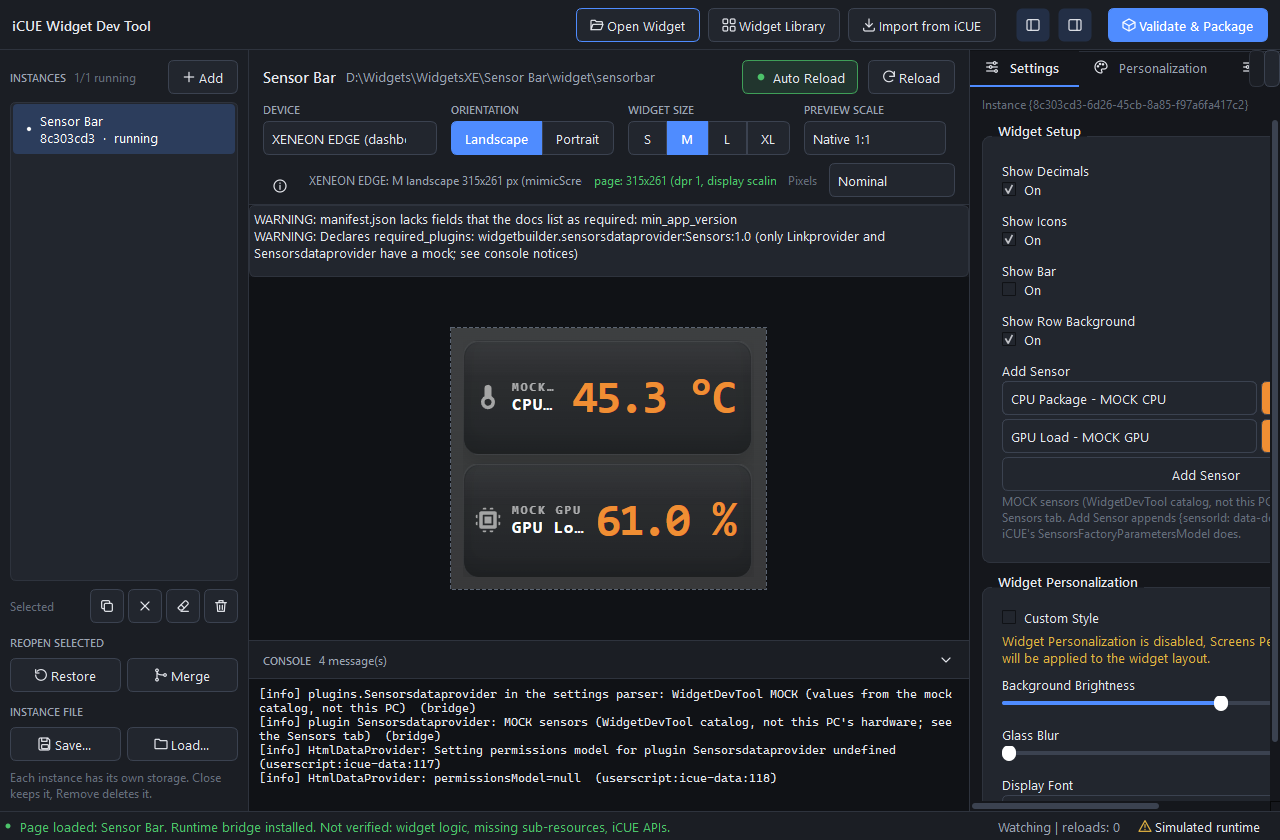 iCUE Widget Dev Tool
Open Widget
Widget Library
Import from iCUE
Validate & Package
INSTANCES 1/1 running
Add
Sensor Bar
8c303cd3 · running
Selected
REOPEN SELECTED
Restore
Merge
INSTANCE FILE
Save...
Load...
Each instance has its own storage. Close
keeps it, Remove deletes it.
Sensor Bar D:\Widgets\WidgetsXE\Sensor Bar\widget\sensorbar
Auto Reload
Reload
DEVICE
ORIENTATION
WIDGET SIZE
PREVIEW SCALE
XENEON EDGE (dashb
Landscape
Portrait
S
M
L
XL
Native 1:1
XENEON EDGE: M landscape 315x261 px (mimicScre
page: 315x261 (dpr 1, display scalin
Pixels
Nominal
WARNING: manifest.json lacks fields that the docs list as required: min_app_version
WARNING: Declares required_plugins: widgetbuilder.sensorsdataprovider:Sensors:1.0 (only Linkprovider and
Sensorsdataprovider have a mock; see console notices)
MOCK…
CPU…
45.3 °C
MOCK GPU
GPU Lo…
61.0 %
CONSOLE 4 message(s)
[info] plugins.Sensorsdataprovider in the settings parser: WidgetDevTool MOCK (values from the mock
catalog, not this PC) (bridge)
[info] plugin Sensorsdataprovider: MOCK sensors (WidgetDevTool catalog, not this PC's hardware; see
the Sensors tab) (bridge)
[info] HtmlDataProvider: Setting permissions model for plugin Sensorsdataprovider undefined
(userscript:icue-data:117)
[info] HtmlDataProvider: permissionsModel=null (userscript:icue-data:118)
Settings
Personalization
Instance {8c303cd3-6d26-45cb-8a85-f97a6fa417c2}
Widget Setup
Show Decimals
On
Show Icons
On
Show Bar
On
Show Row Background
On
Add Sensor
CPU Package - MOCK CPU
GPU Load - MOCK GPU
Add Sensor
MOCK sensors (WidgetDevTool catalog, not this PC
Sensors tab. Add Sensor appends {sensorId: data-de
iCUE's SensorsFactoryParametersModel does.
Widget Personalization
Custom Style
Widget Personalization is disabled, Screens Pe
will be applied to the widget layout.
Background Brightness
Glass Blur
Display Font
Page loaded: Sensor Bar. Runtime bridge installed. Not verified: widget logic, missing sub-resources, iCUE APIs.
Watching | reloads: 0
Simulated runtime